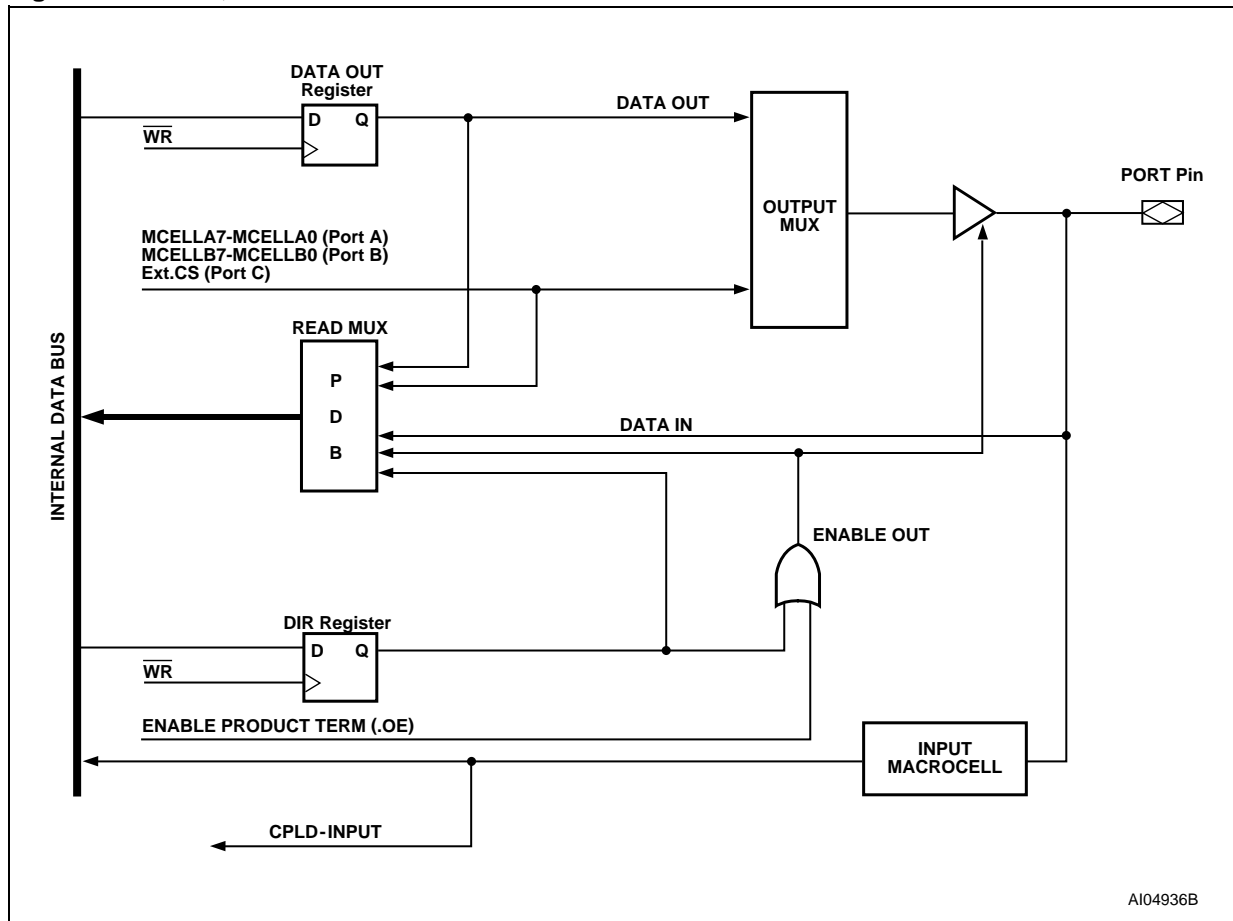 DATA OUT
Register
D Q
WR
DATA OUT
OUTPUT
MUX
PORT Pin
MCELLA7-MCELLA0 (Port A)
MCELLB7-MCELLB0 (Port B)
Ext.CS (Port C)
READ MUX
P
D
B
DATA IN
INTERNAL DATA BUS
ENABLE OUT
DIR Register
D Q
WR
ENABLE PRODUCT TERM (.OE)
INPUT
MACROCELL
CPLD-INPUT
AI04936B